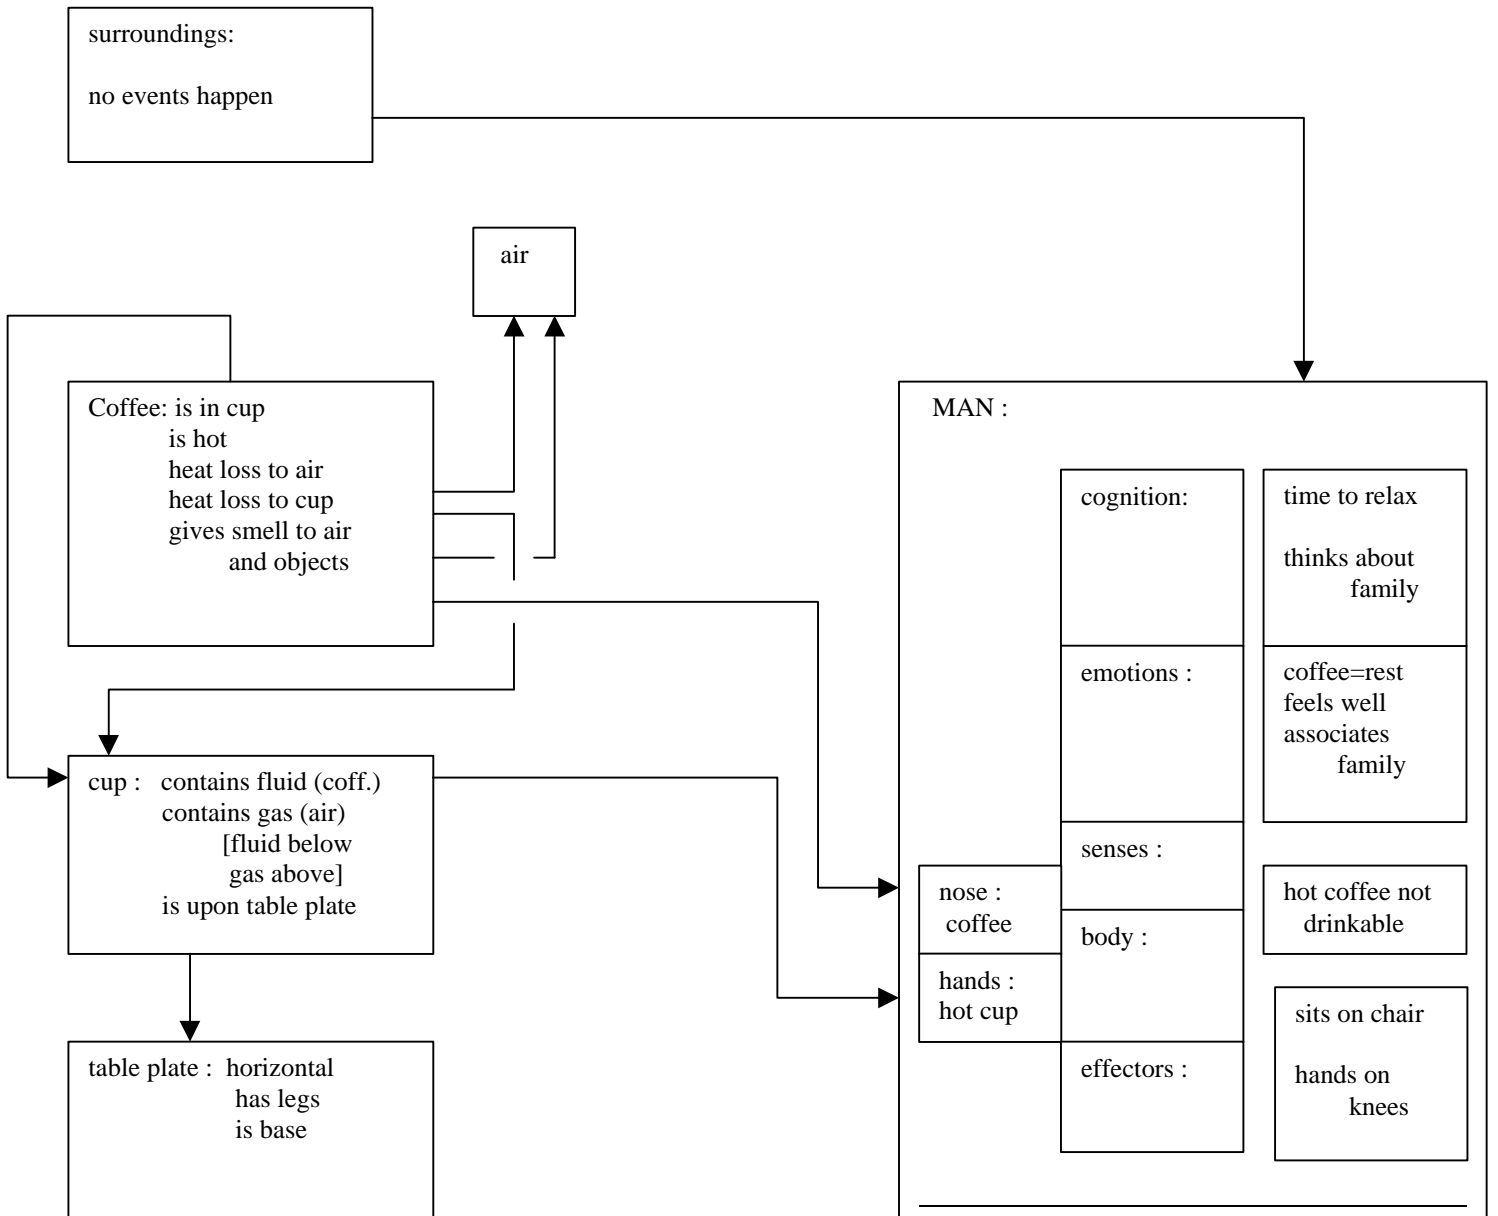 surroundings:
no events happen
air
Coffee: is in cup
is hot
heat loss to air
heat loss to cup
gives smell to air
and objects
cup : contains fluid (coff.)
contains gas (air)
[fluid below
gas above]
is upon table plate
table plate : horizontal
has legs
is base
MAN :
cognition:
time to relax
thinks about
family
emotions :
coffee=rest
feels well
associates
family
senses :
nose :
coffee
hot coffee not
drinkable
body :
hands :
hot cup
sits on chair
hands on
knees
effectors :